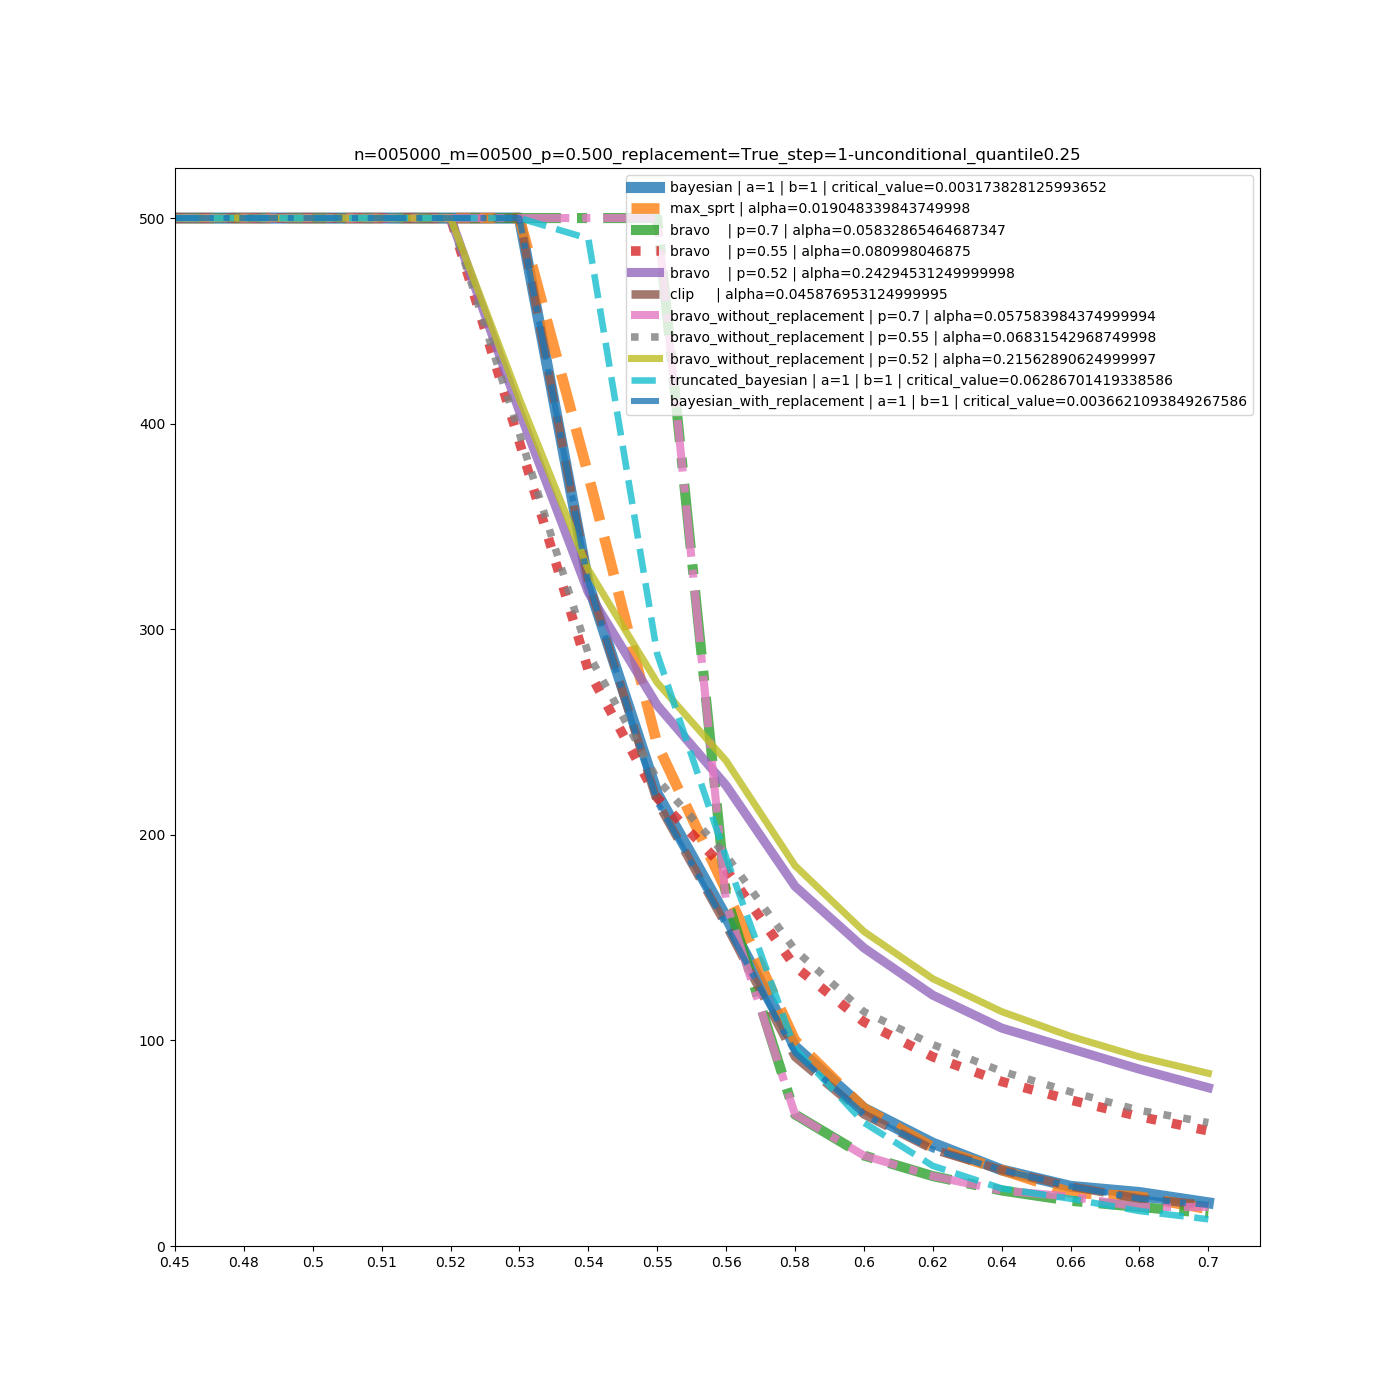 n=005000_m=00500_p=0.500_replacement=True_step=1-unconditional_quantile0.25
bayesian | a=1 | b=1 | critical_value=0.003173828125993652
max_sprt | alpha=0.019048339843749998
bravo    | p=0.7 | alpha=0.05832865464687347
bravo    | p=0.55 | alpha=0.080998046875
bravo    | p=0.52 | alpha=0.24294531249999998
clip     | alpha=0.045876953124999995
bravo_without_replacement | p=0.7 | alpha=0.057583984374999994
bravo_without_replacement | p=0.55 | alpha=0.06831542968749998
bravo_without_replacement | p=0.52 | alpha=0.21562890624999997
truncated_bayesian | a=1 | b=1 | critical_value=0.06286701419338586
bayesian_with_replacement | a=1 | b=1 | critical_value=0.0036621093849267586
500
400
300
200
100
0
0.45 0.48 0.5 0.51 0.52 0.53 0.54 0.55 0.56 0.58 0.6 0.62 0.64 0.66 0.68 0.7